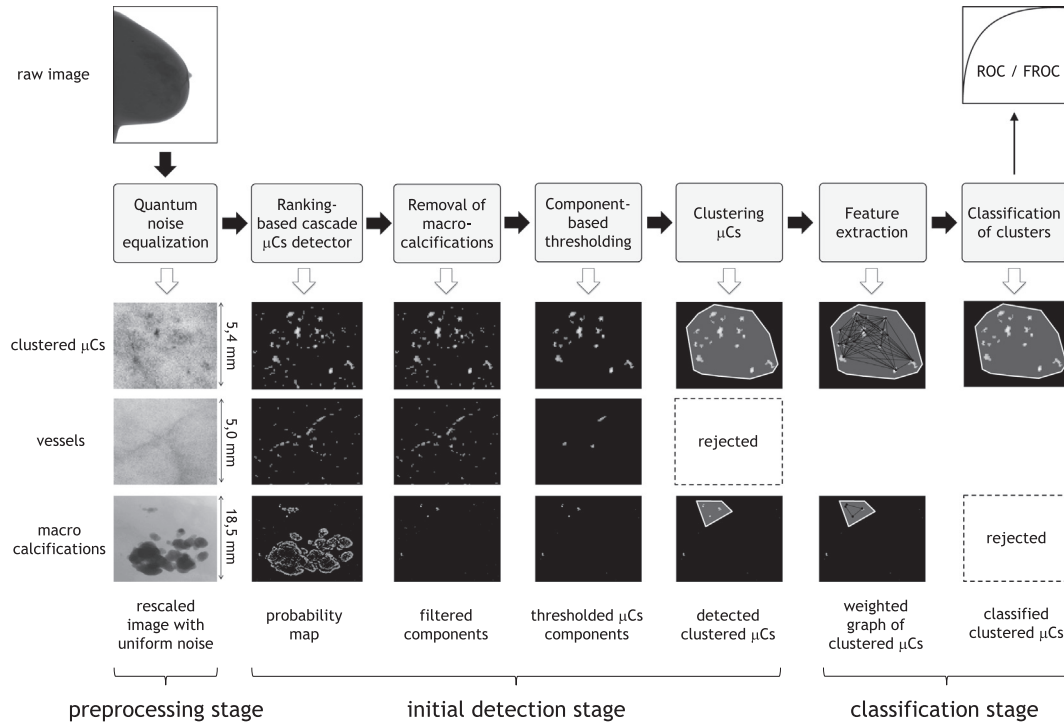 raw image
ROC / FROC
Quantum
noise
equalization
Ranking-
based cascade
μCs detector
Removal of
macro-
calcifications
Component-
based
thresholding
Clustering
μCs
Feature
extraction
Classification
of clusters
clustered μCs
5,4 mm
vessels
5,0 mm
rejected
macro
calcifications
18,5 mm
rejected
rescaled
image with
uniform noise
probability
map
filtered
components
thresholded μCs
components
detected
clustered μCs
weighted
graph of
clustered μCs
classified
clustered μCs
preprocessing stage
initial detection stage
classification stage